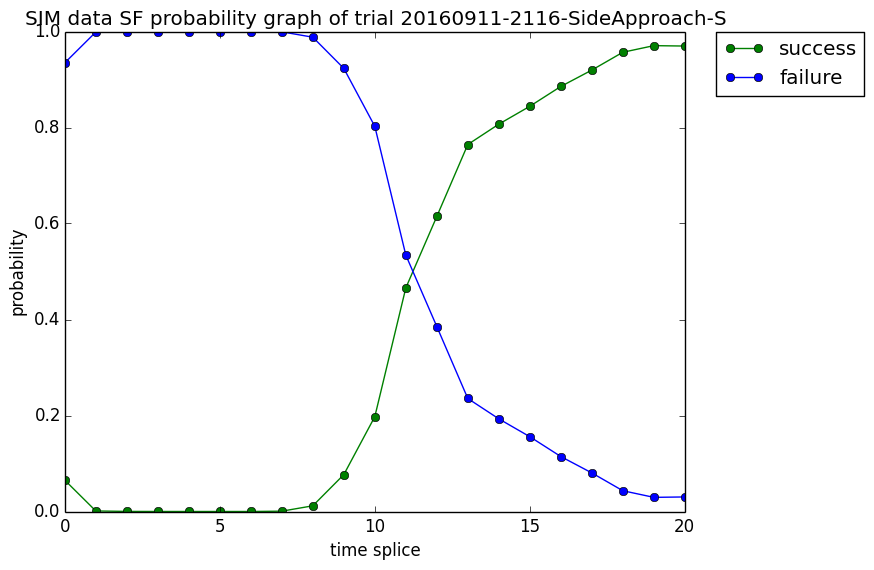 SJM data SF probability graph of trial 20160911-2116-SideApproach-S
success
failure
1.0
0.8
0.6
0.4
0.2
0.0
probability
0
5
10
15
20
time splice